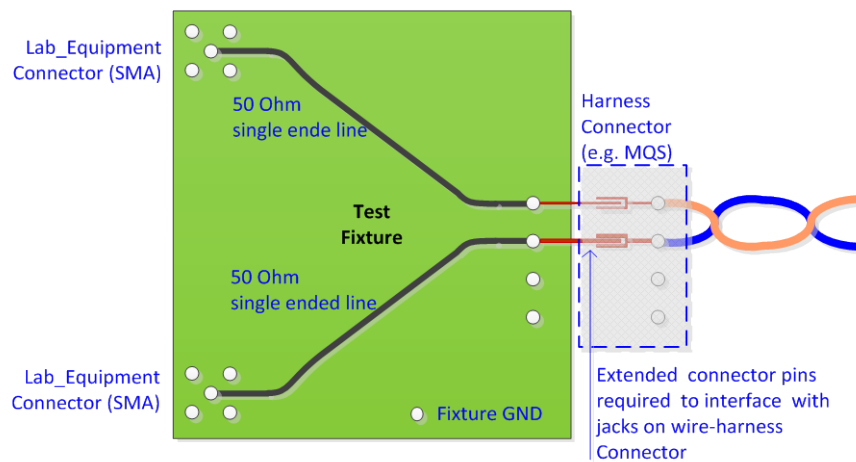 Lab_Equipment
Connector (SMA)
50 Ohm
single ende line
Harness
Connector
(e.g. MQS)
Test
Fixture
50 Ohm
single ended line
Lab_Equipment
Connector (SMA)
Fixture GND
Extended connector pins
required to interface with
jacks on wire-harness
Connector